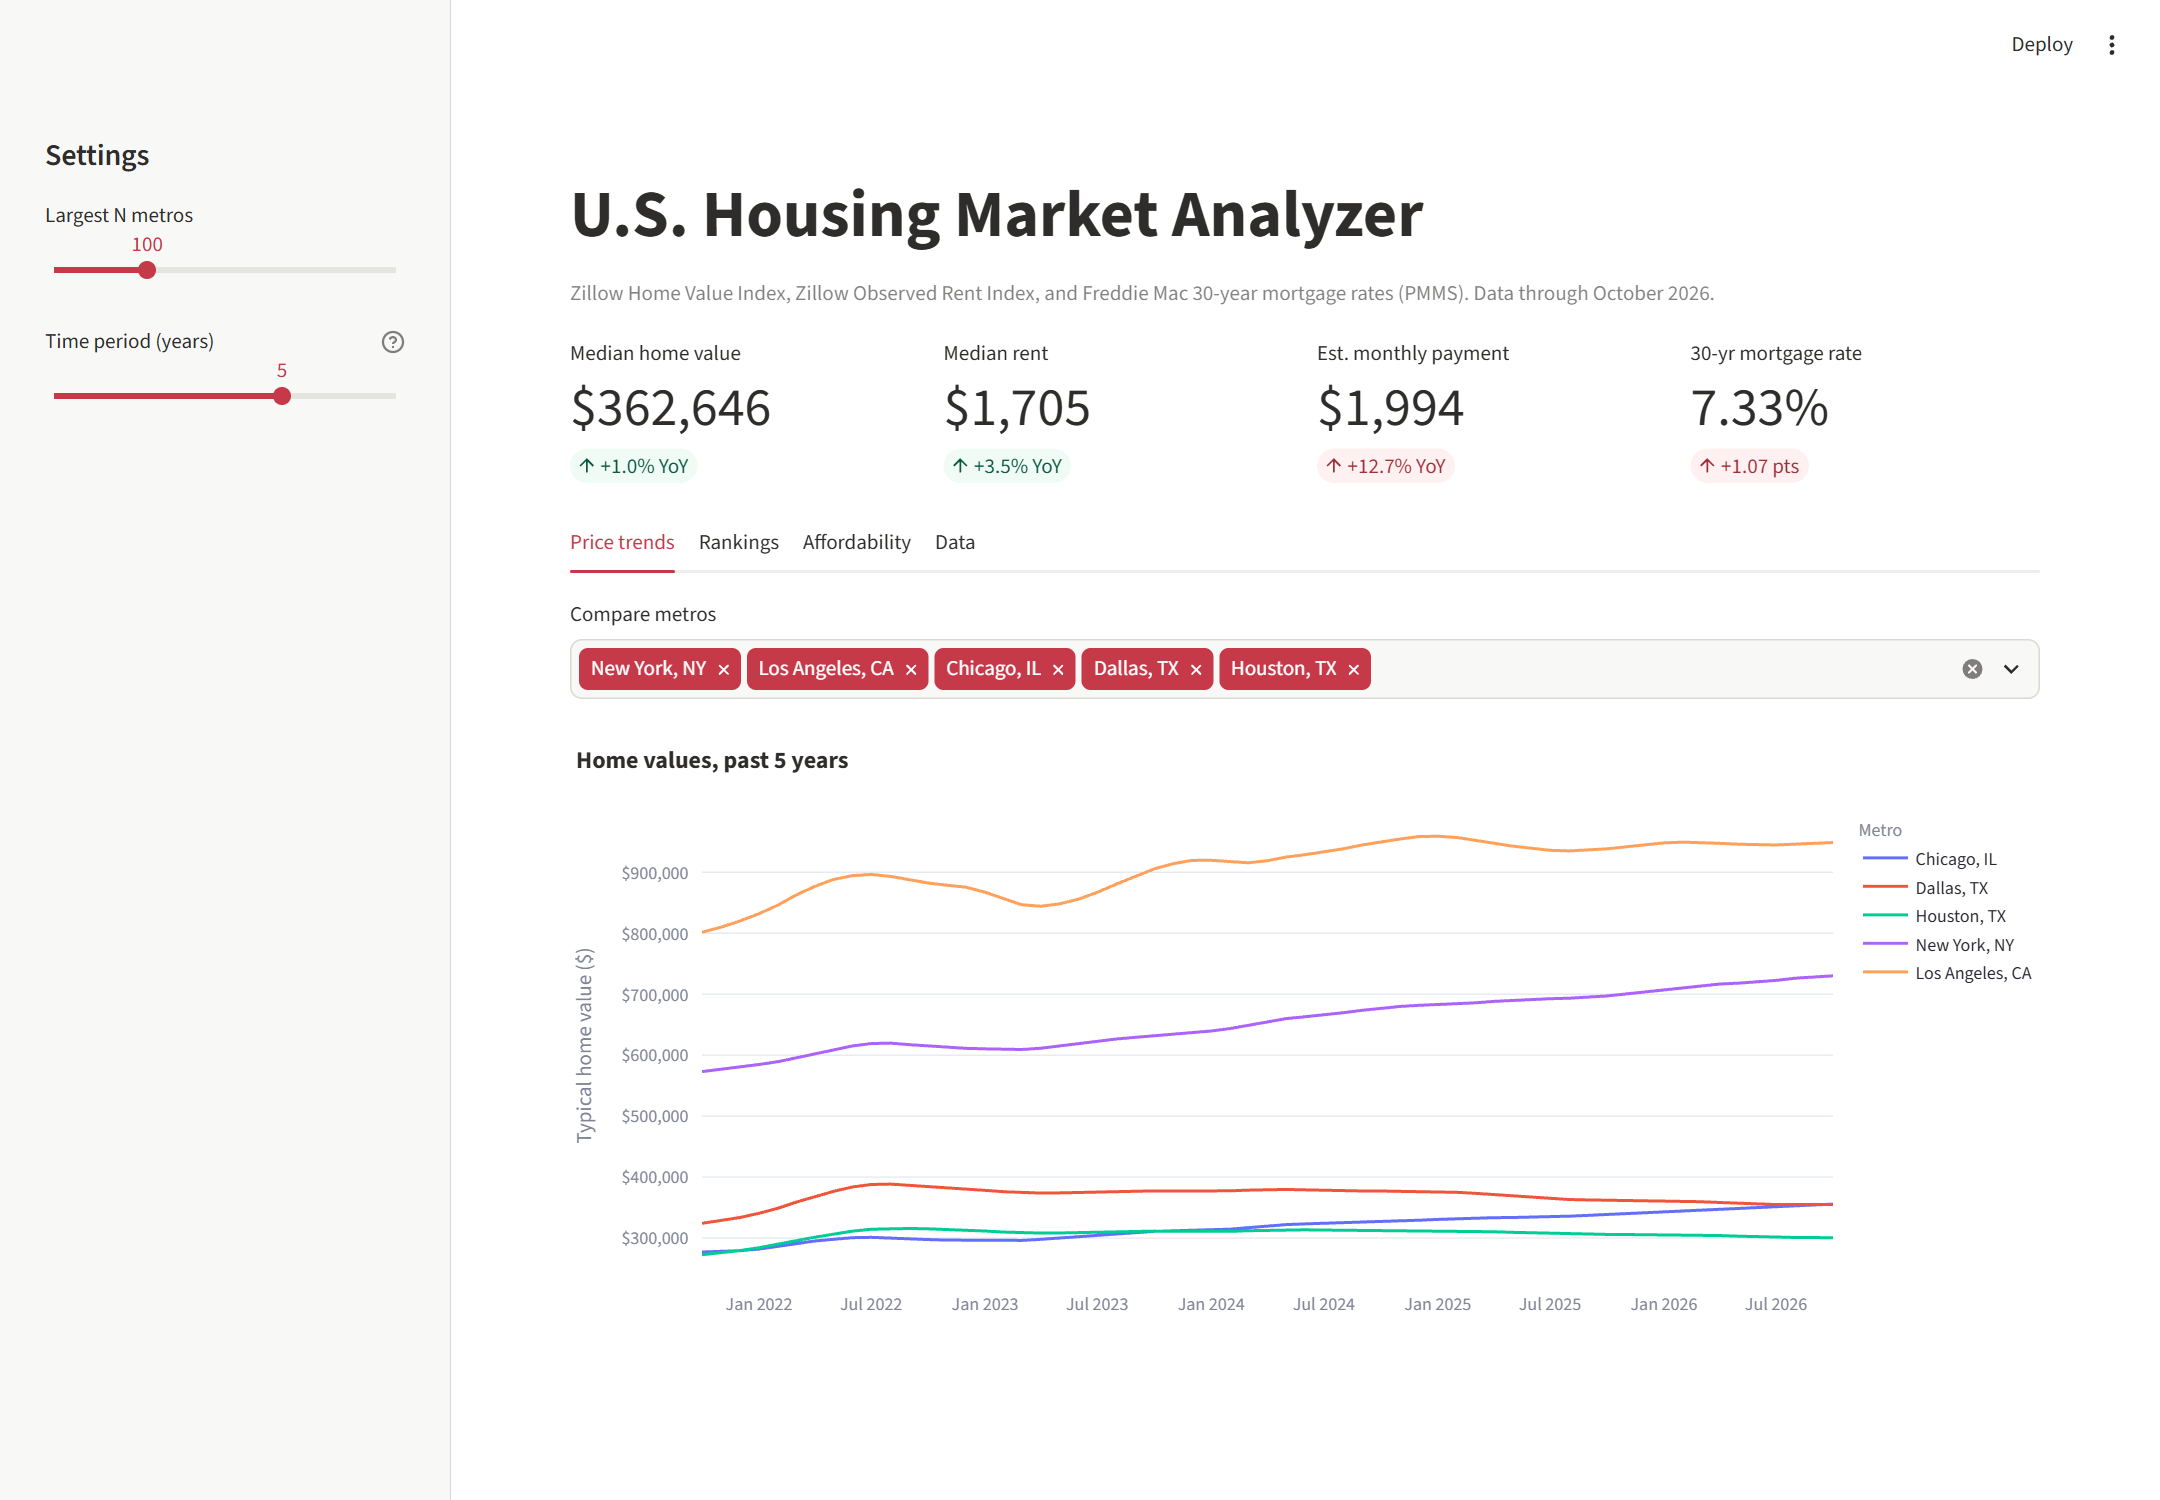 Deploy
Settings
Largest N metros
100
Time period (years)
5
U.S. Housing Market Analyzer
Zillow Home Value Index, Zillow Observed Rent Index, and Freddie Mac 30-year mortgage rates (PMMS). Data through October 2026.
Median home value
$362,646
+1.0% YoY
Median rent
$1,705
+3.5% YoY
Est. monthly payment
$1,994
+12.7% YoY
30-yr mortgage rate
7.33%
+1.07 pts
Price trends Rankings Affordability Data
Compare metros
New York, NY Los Angeles, CA Chicago, IL Dallas, TX Houston, TX
Home values, past 5 years
Typical home value ($)
$900,000
$800,000
$700,000
$600,000
$500,000
$400,000
$300,000
Jan 2022 Jul 2022 Jan 2023 Jul 2023 Jan 2024 Jul 2024 Jan 2025 Jul 2025 Jan 2026 Jul 2026
Metro
Chicago, IL
Dallas, TX
Houston, TX
New York, NY
Los Angeles, CA